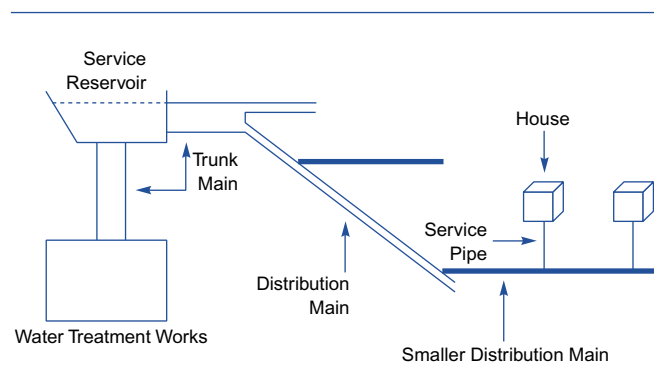 Service
Reservoir
House
Trunk
Main
Service
Pipe
Distribution
Main
Water Treatment Works
Smaller Distribution Main